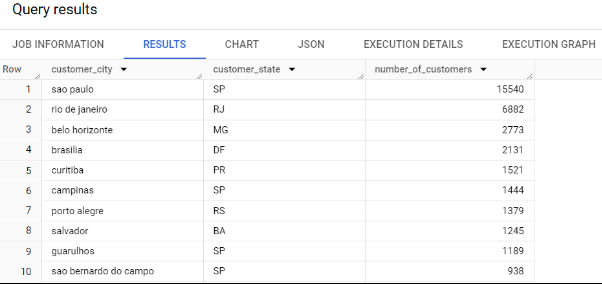 Query results
JOB INFORMATION RESULTS CHART JSON EXECUTION DETAILS EXECUTION GRAPH
Row customer_city customer_state number_of_customers
1 sao paulo SP 15540
2 rio de janeiro RJ 6882
3 belo horizonte MG 2773
4 brasilia DF 2131
5 curitiba PR 1521
6 campinas SP 1444
7 porto alegre RS 1379
8 salvador BA 1245
9 guarulhos SP 1189
10 sao bernardo do campo SP 938